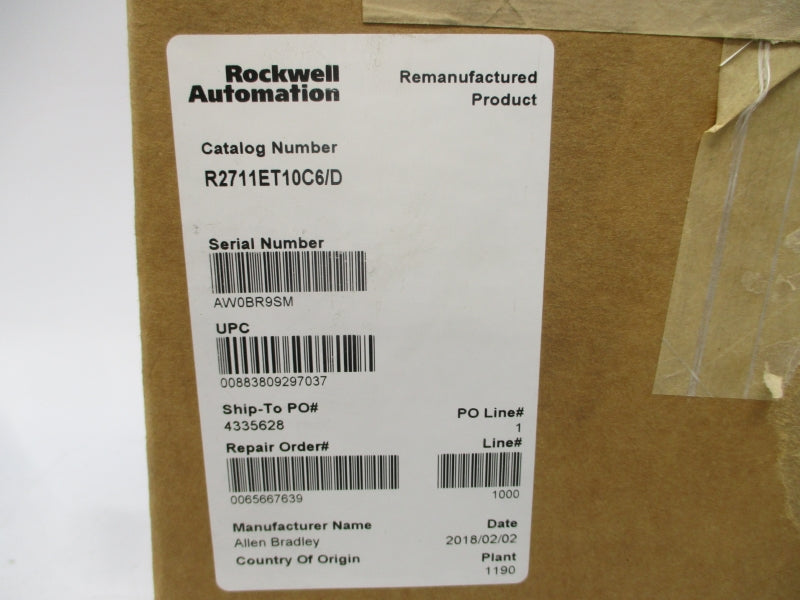 Rockwell
Automation
Remanufactured
Product
Catalog Number
R2711ET10C6/D
Serial Number
AW0BR9SM
UPC
00883809297037
Ship-To PO#
4335628
PO Line#
1
Repair Order#
0065667639
Line#
1000
Manufacturer Name
Allen Bradley
Date
2018/02/02
Country Of Origin
Plant
1190